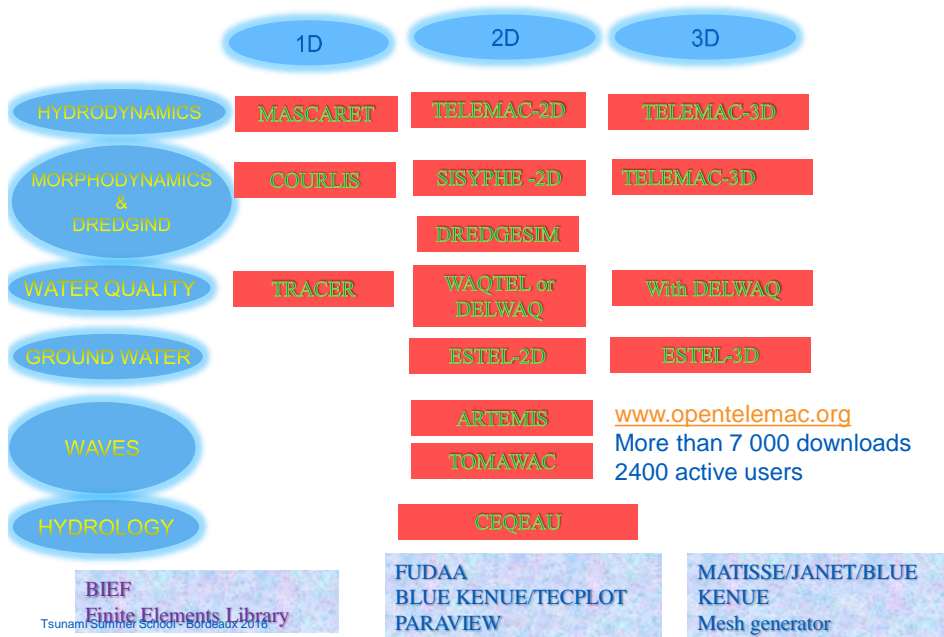 1D
2D
3D
HYDRODYNAMICS
MASCARET
TELEMAC-2D
TELEMAC-3D
MORPHODYNAMICS
&
DREDGIND
COURLIS
SISYPHE -2D
TELEMAC-3D
DREDGESIM
WATER QUALITY
TRACER
WAQTEL or
DELWAQ
With DELWAQ
GROUND WATER
ESTEL-2D
ESTEL-3D
WAVES
ARTEMIS
TOMAWAC
www.opentelemac.org
More than 7 000 downloads
2400 active users
HYDROLOGY
CEQEAU
BIEF
Finite Elements Library
FUDAA
BLUE KENUE/TECPLOT
PARAVIEW
MATISSE/JANET/BLUE
KENUE
Mesh generator
Tsunami Summer School - Bordeaux 2016